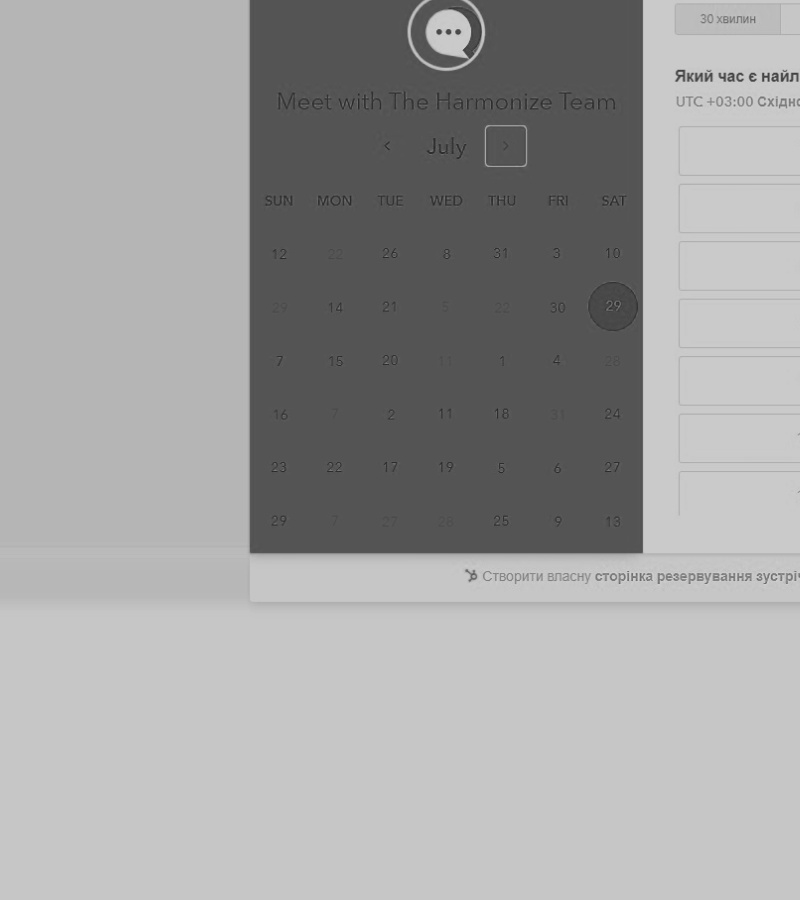 30 хвилин
Meet with The Harmonize Team
Який час є найл
UTC +03:00 Східно
July
SUN MON TUE WED THU FRI SAT
12 22 26 8 31 3 10
29 14 21 5 22 30 29
7 15 20 11 1 4 28
16 7 2 11 18 31 24
23 22 17 19 5 6 27
29 7 27 26 25 9 13
Створити власну сторінка резервування зустріч